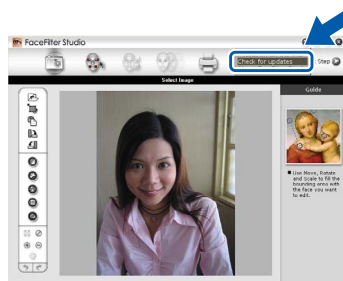 FaceFilter Studio
Check for updates
Step
Select Image
Guide
Use Move, Rotate
and Scale to fill the
bounding area with
the face you want
to edit.